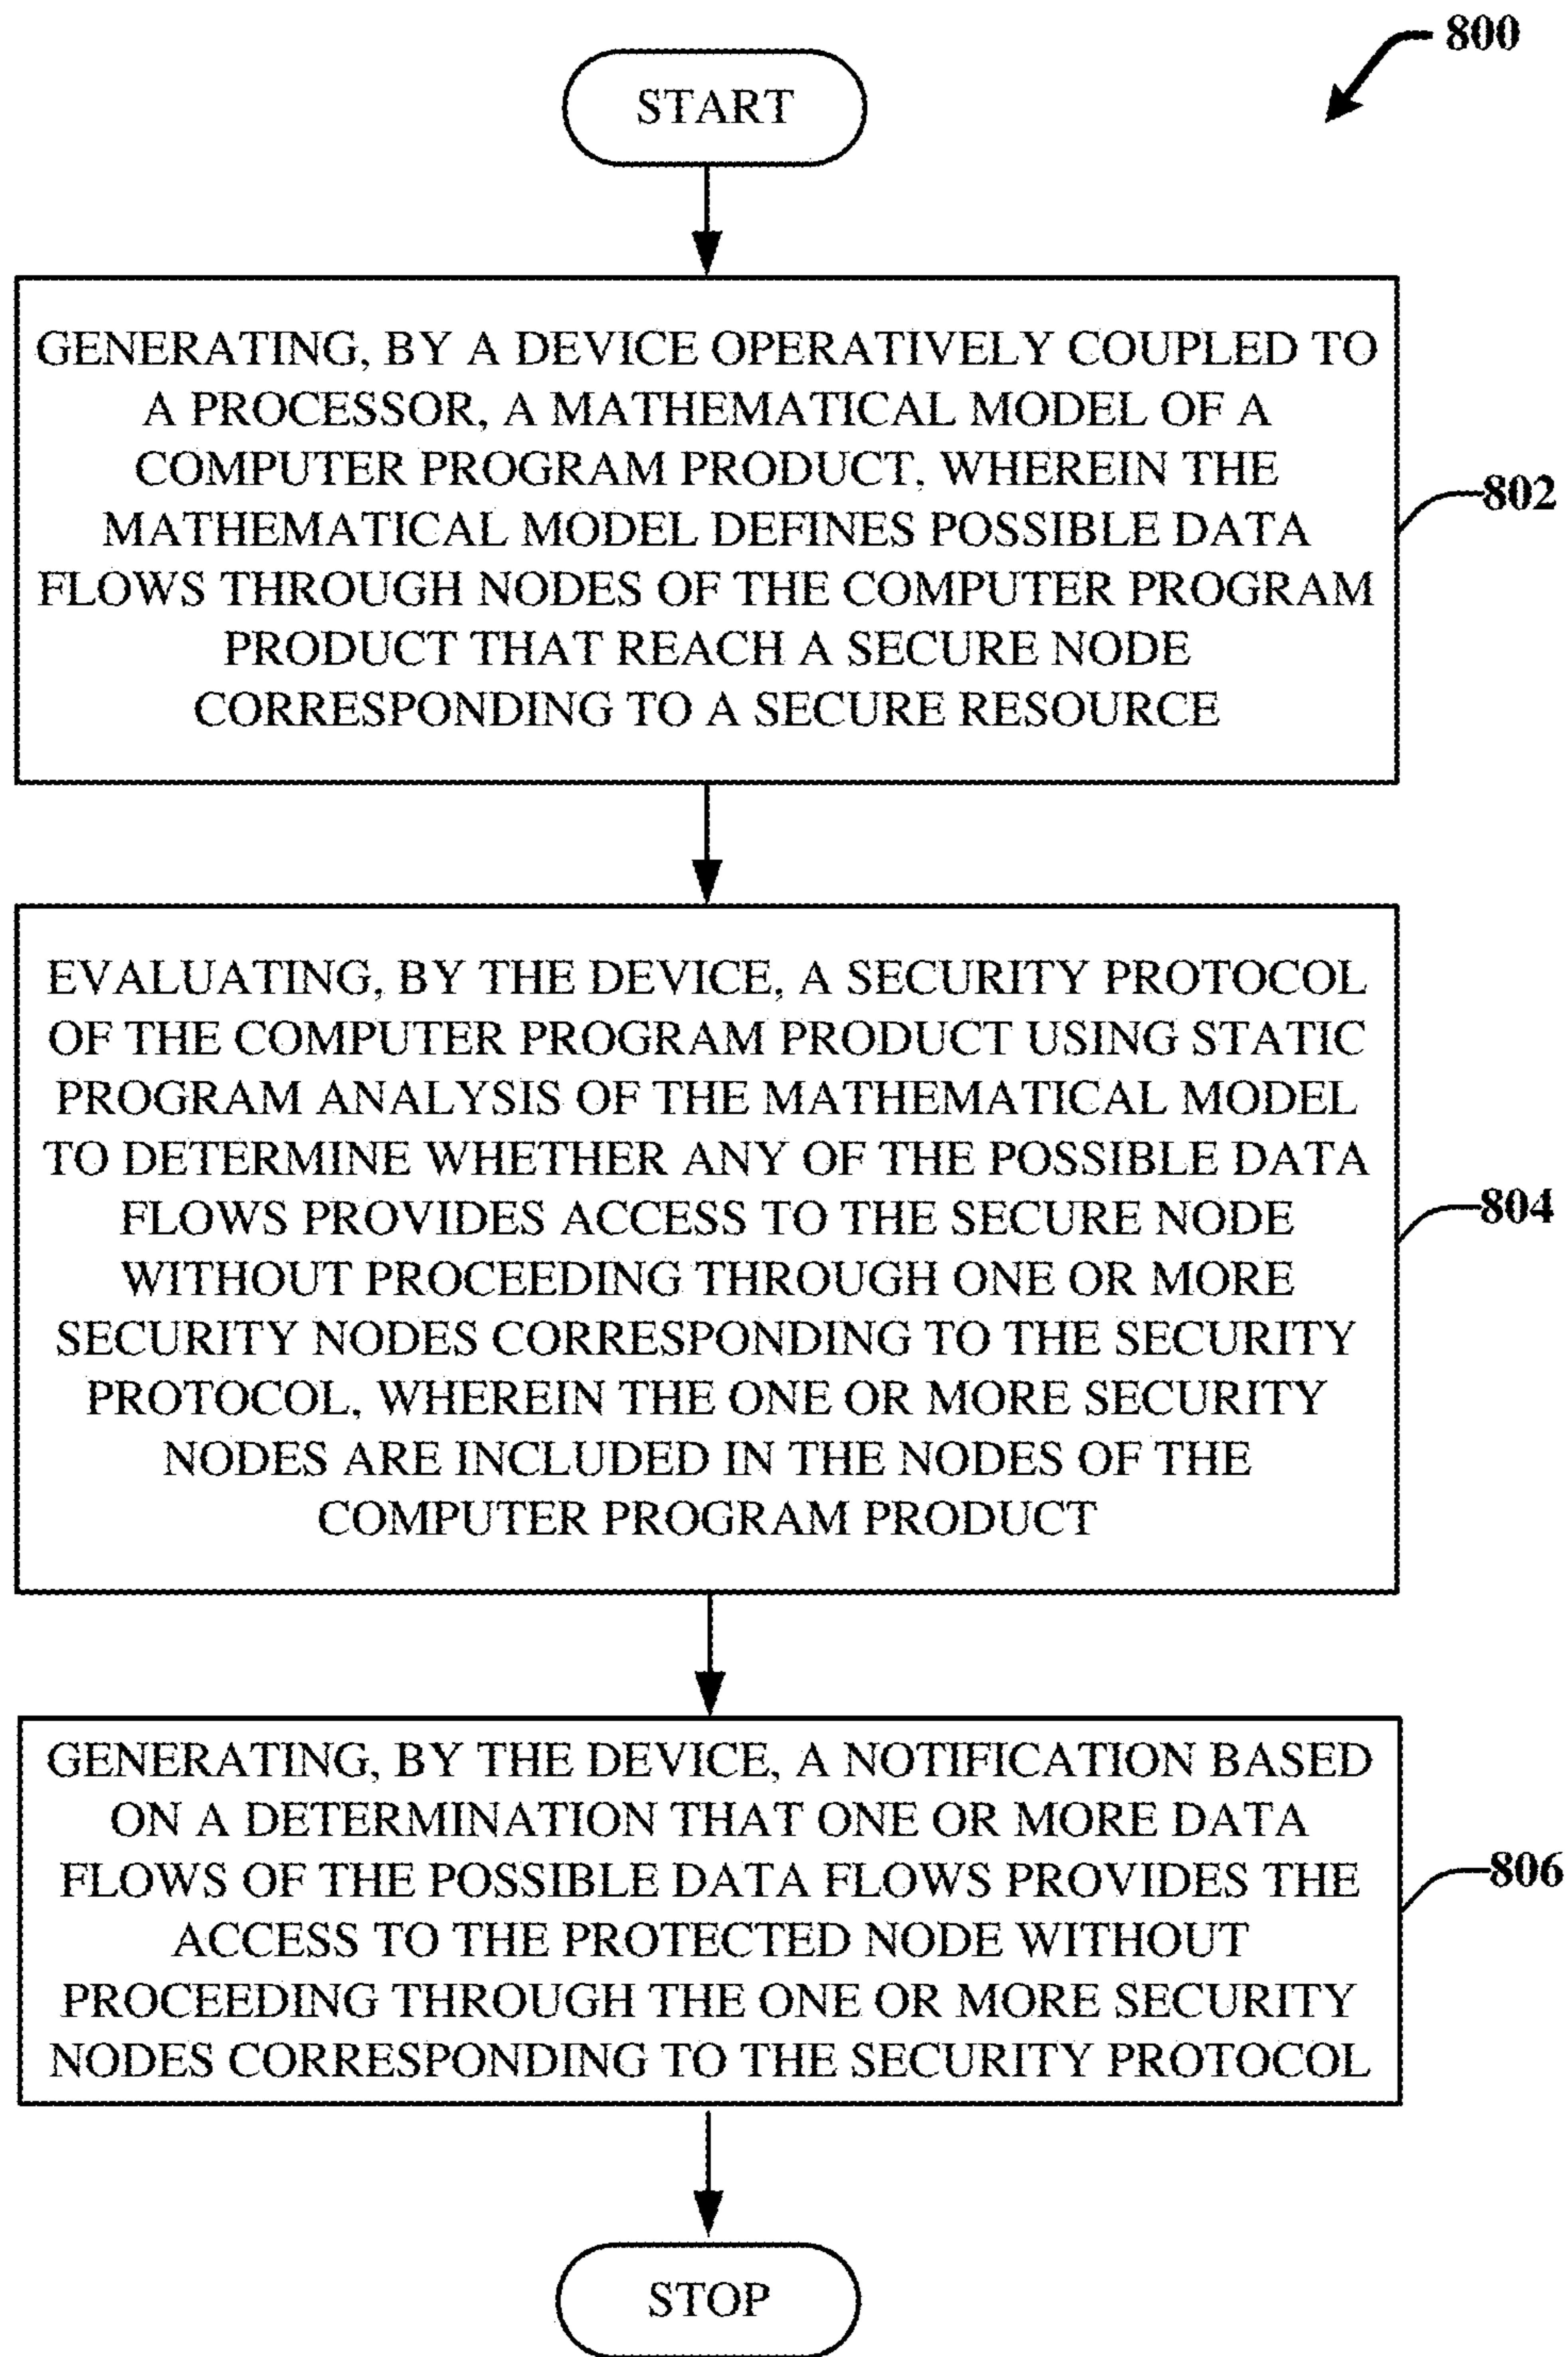 800
START
GENERATING, BY A DEVICE OPERATIVELY COUPLED TO
A PROCESSOR, A MATHEMATICAL MODEL OF A
COMPUTER PROGRAM PRODUCT, WHEREIN THE
MATHEMATICAL MODEL DEFINES POSSIBLE DATA
FLOWS THROUGH NODES OF THE COMPUTER PROGRAM
PRODUCT THAT REACH A SECURE NODE
CORRESPONDING TO A SECURE RESOURCE
802
EVALUATING, BY THE DEVICE, A SECURITY PROTOCOL
OF THE COMPUTER PROGRAM PRODUCT USING STATIC
PROGRAM ANALYSIS OF THE MATHEMATICAL MODEL
TO DETERMINE WHETHER ANY OF THE POSSIBLE DATA
FLOWS PROVIDES ACCESS TO THE SECURE NODE
WITHOUT PROCEEDING THROUGH ONE OR MORE
SECURITY NODES CORRESPONDING TO THE SECURITY
PROTOCOL, WHEREIN THE ONE OR MORE SECURITY
NODES ARE INCLUDED IN THE NODES OF THE
COMPUTER PROGRAM PRODUCT
804
GENERATING, BY THE DEVICE, A NOTIFICATION BASED
ON A DETERMINATION THAT ONE OR MORE DATA
FLOWS OF THE POSSIBLE DATA FLOWS PROVIDES THE
ACCESS TO THE PROTECTED NODE WITHOUT
PROCEEDING THROUGH THE ONE OR MORE SECURITY
NODES CORRESPONDING TO THE SECURITY PROTOCOL
806
STOP